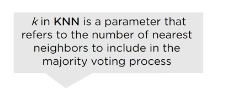 k in KNN is a parameter that
refers to the number of nearest
neighbors to include in the
majority voting process